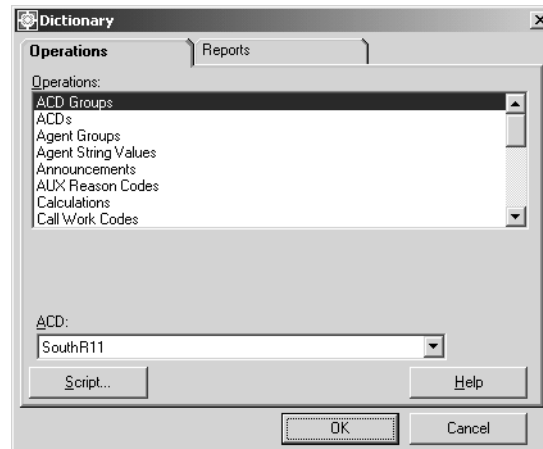 Dictionary
Operations
Reports
Operations:
ACD Groups
ACDs
Agent Groups
Agent String Values
Announcements
AUX Reason Codes
Calculations
Call Work Codes
ACD:
SouthR11
Script...
Help
OK
Cancel